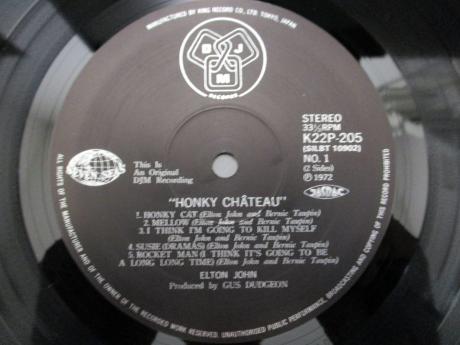 MANUFACTURED BY KING RECORD CO., LTD. TOKYO, JAPAN
D J M
RECORDS
STEREO
33⅓RPM
K22P-205
(SILBT 10902)
NO. 1
(2 Sides)
℗ 1972
JASRAC
SEVEN SEAS
This Is
An Original
DJM Recording
"HONKY CHÂTEAU"
1. HONKY CAT (Elton John and Bernie Taupin)
2. MELLOW (Elton John and Bernie Taupin)
3. I THINK I'M GOING TO KILL MYSELF
(Elton John and Bernie Taupin)
4. SUSIE (DRAMAS) (Elton John and Bernie Taupin)
5. ROCKET MAN (I THINK IT'S GOING TO BE
A LONG LONG TIME) (Elton John and Bernie Taupin)
ELTON JOHN
Produced by GUS DUDGEON
ALL RIGHTS OF THE MANUFACTURER AND OF THE OWNER OF THE RECORDED WORK RESERVED. UNAUTHORISED PUBLIC PERFORMANCE, BROADCASTING AND COPYING OF THIS RECORD PROHIBITED